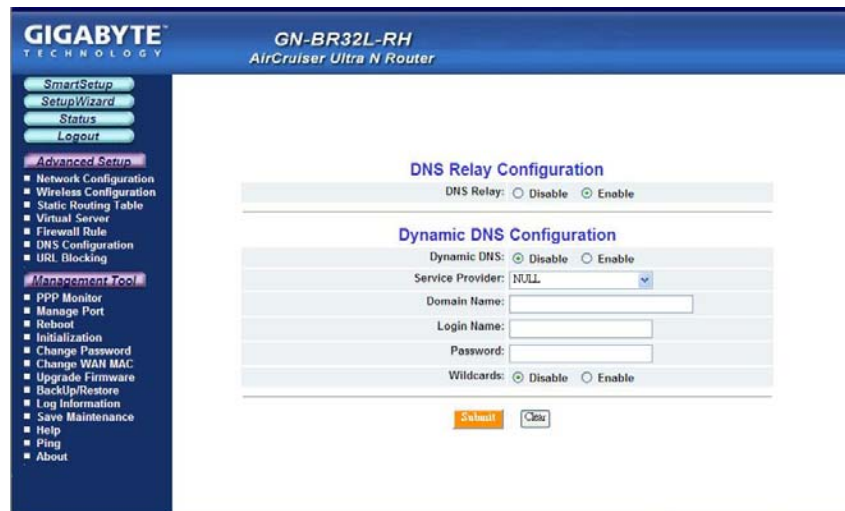 GIGABYTE™
TECHNOLOGY
GN-BR32L-RH
AirCruiser Ultra N Router
SmartSetup
SetupWizard
Status
Logout
Advanced Setup
Network Configuration
Wireless Configuration
Static Routing Table
Virtual Server
Firewall Rule
DNS Configuration
URL Blocking
Management Tool
PPP Monitor
Manage Port
Reboot
Initialization
Change Password
Change WAN MAC
Upgrade Firmware
BackUp/Restore
Log Information
Save Maintenance
Help
Ping
About
DNS Relay Configuration
DNS Relay: Disable Enable
Dynamic DNS Configuration
Dynamic DNS: Disable Enable
Service Provider: NULL
Domain Name:
Login Name:
Password:
Wildcards: Disable Enable
Submit Clear